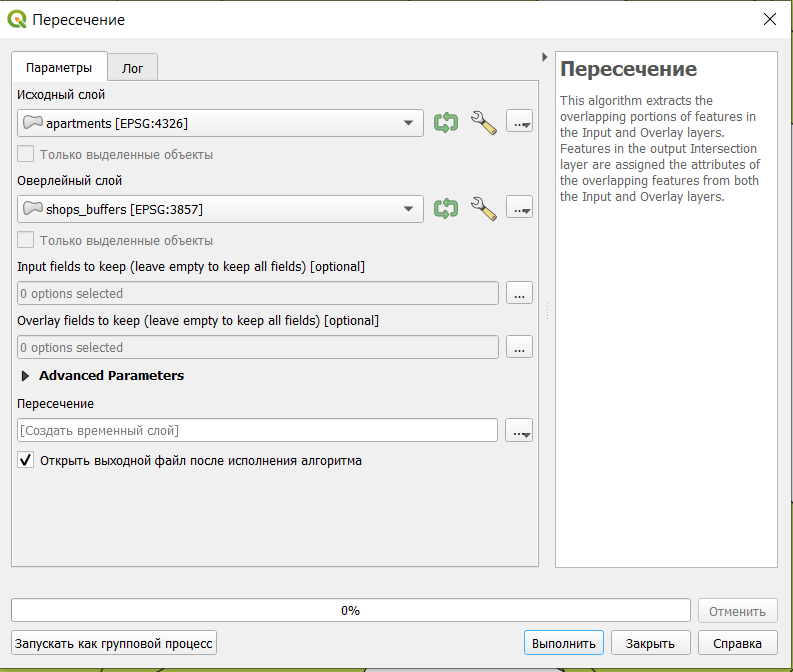 Пересечение
Параметры
Лог
Исходный слой
apartments [EPSG:4326]
...
Только выделенные объекты
Оверлейный слой
shops_buffers [EPSG:3857]
...
Только выделенные объекты
Input fields to keep (leave empty to keep all fields) [optional]
0 options selected
...
Overlay fields to keep (leave empty to keep all fields) [optional]
0 options selected
...
Advanced Parameters
Пересечение
[Создать временный слой]
...
Открыть выходной файл после исполнения алгоритма
Пересечение
This algorithm extracts the
overlapping portions of features in
the Input and Overlay layers.
Features in the output Intersection
layer are assigned the attributes of
the overlapping features from both
the Input and Overlay layers.
0%
Отменить
Запускать как групповой процесс
Выполнить
Закрыть
Справка